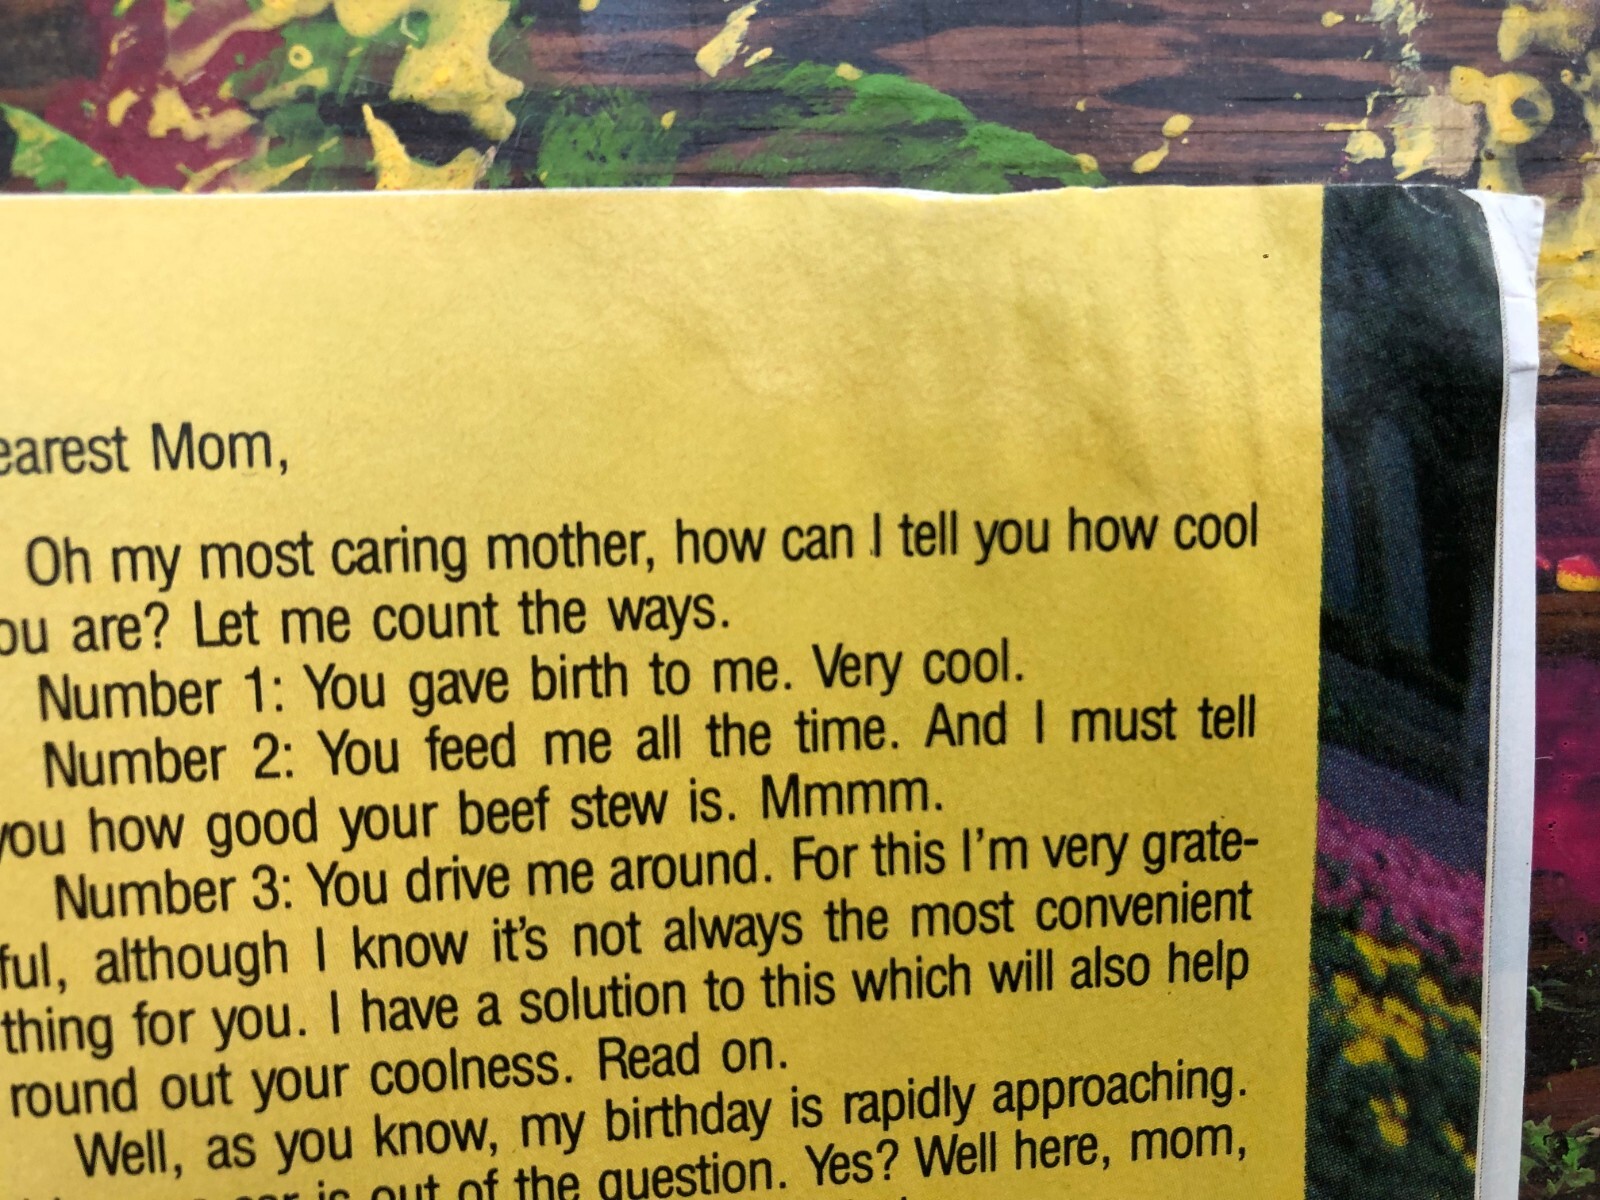 earest Mom,
Oh my most caring mother, how can I tell you how cool
ou are? Let me count the ways.
Number 1: You gave birth to me. Very cool.
Number 2: You feed me all the time. And I must tell
you how good your beef stew is. Mmmm.
Number 3: You drive me around. For this I'm very grate-
ful, although I know it's not always the most convenient
thing for you. I have a solution to this which will also help
round out your coolness. Read on.
Well, as you know, my birthday is rapidly approaching.
car is out of the question. Yes? Well here, mom,